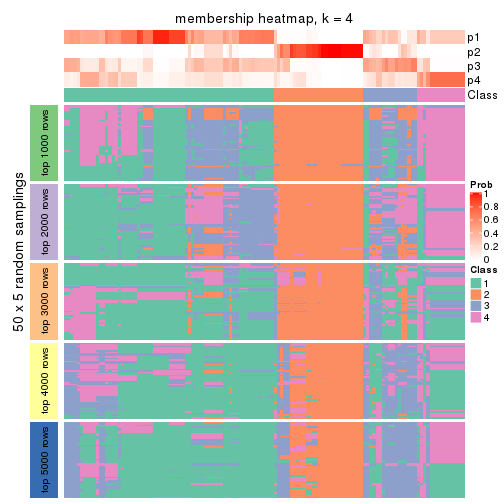 membership heatmap, k = 4
p1
p2
p3
p4
Class
50 x 5 random samplings
top 1000 rows
top 2000 rows
top 3000 rows
top 4000 rows
top 5000 rows
Prob
1
0.8
0.6
0.4
0.2
0
Class
1
2
3
4